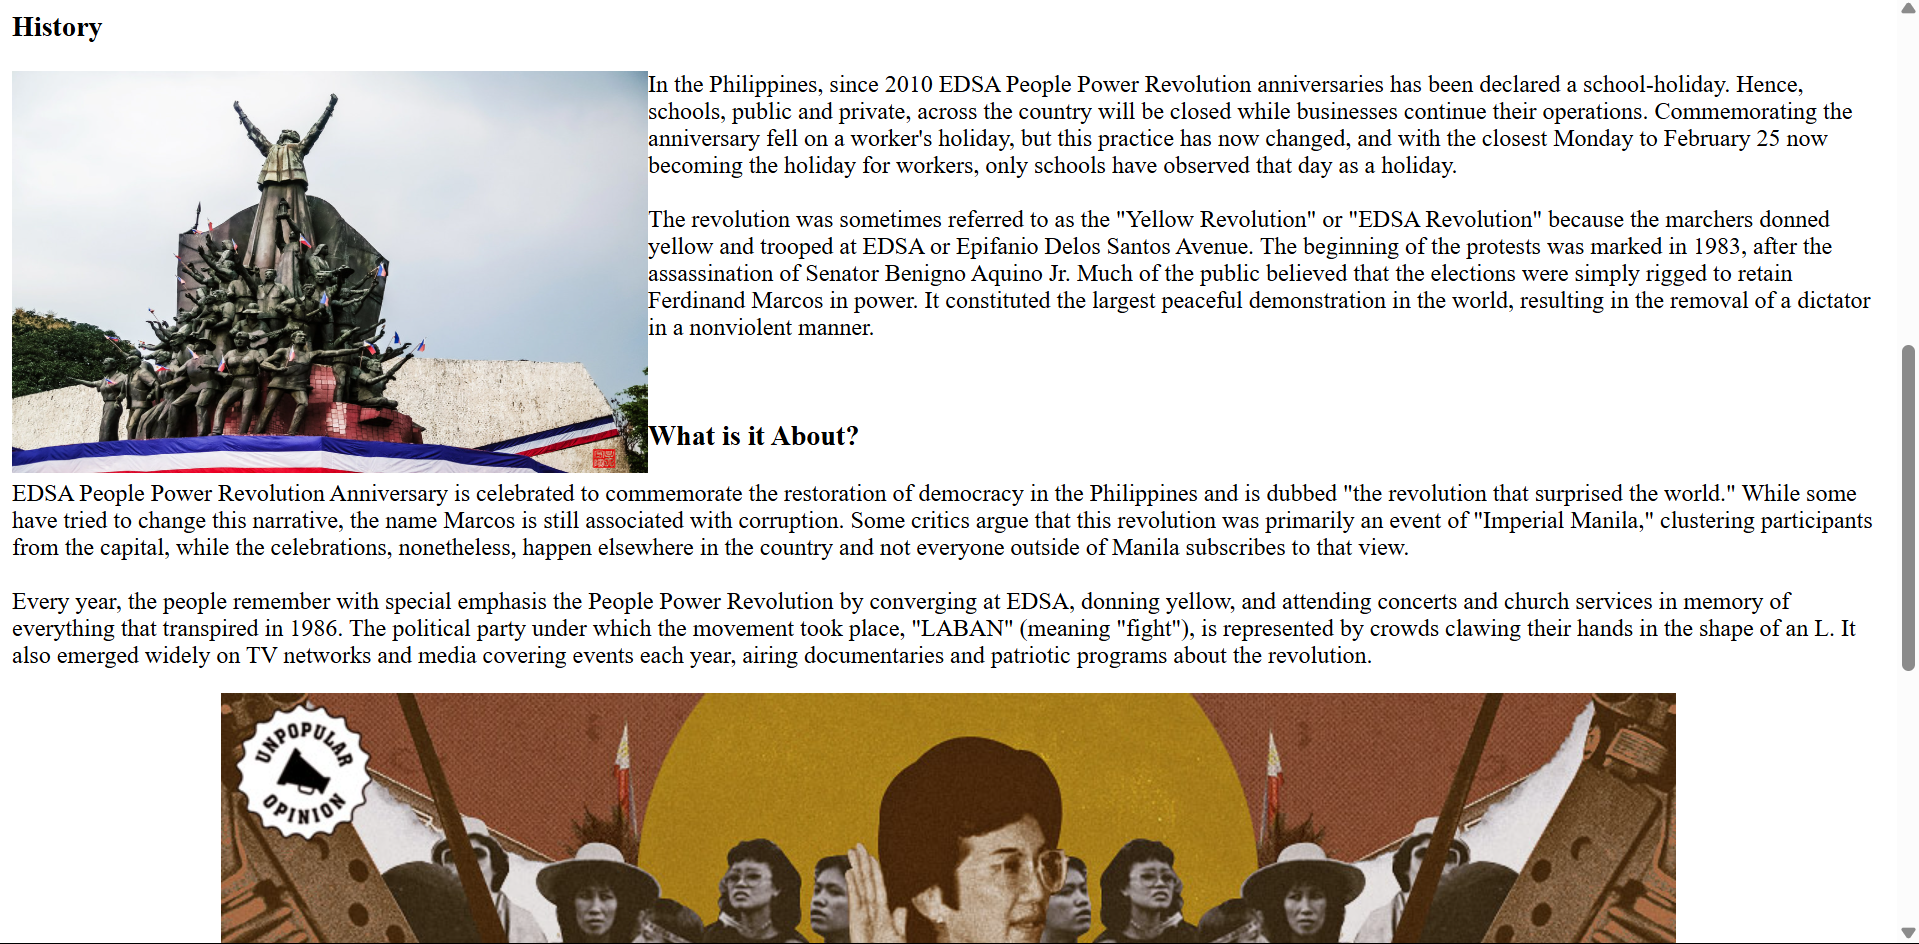 History
In the Philippines, since 2010 EDSA People Power Revolution anniversaries has been declared a school-holiday. Hence,
schools, public and private, across the country will be closed while businesses continue their operations. Commemorating the
anniversary fell on a worker's holiday, but this practice has now changed, and with the closest Monday to February 25 now
becoming the holiday for workers, only schools have observed that day as a holiday.
The revolution was sometimes referred to as the "Yellow Revolution" or "EDSA Revolution" because the marchers donned
yellow and trooped at EDSA or Epifanio Delos Santos Avenue. The beginning of the protests was marked in 1983, after the
assassination of Senator Benigno Aquino Jr. Much of the public believed that the elections were simply rigged to retain
Ferdinand Marcos in power. It constituted the largest peaceful demonstration in the world, resulting in the removal of a dictator
in a nonviolent manner.
What is it About?
EDSA People Power Revolution Anniversary is celebrated to commemorate the restoration of democracy in the Philippines and is dubbed "the revolution that surprised the world." While some
have tried to change this narrative, the name Marcos is still associated with corruption. Some critics argue that this revolution was primarily an event of "Imperial Manila," clustering participants
from the capital, while the celebrations, nonetheless, happen elsewhere in the country and not everyone outside of Manila subscribes to that view.
Every year, the people remember with special emphasis the People Power Revolution by converging at EDSA, donning yellow, and attending concerts and church services in memory of
everything that transpired in 1986. The political party under which the movement took place, "LABAN" (meaning "fight"), is represented by crowds clawing their hands in the shape of an L. It
also emerged widely on TV networks and media covering events each year, airing documentaries and patriotic programs about the revolution.
UNPOPULAR
OPINION